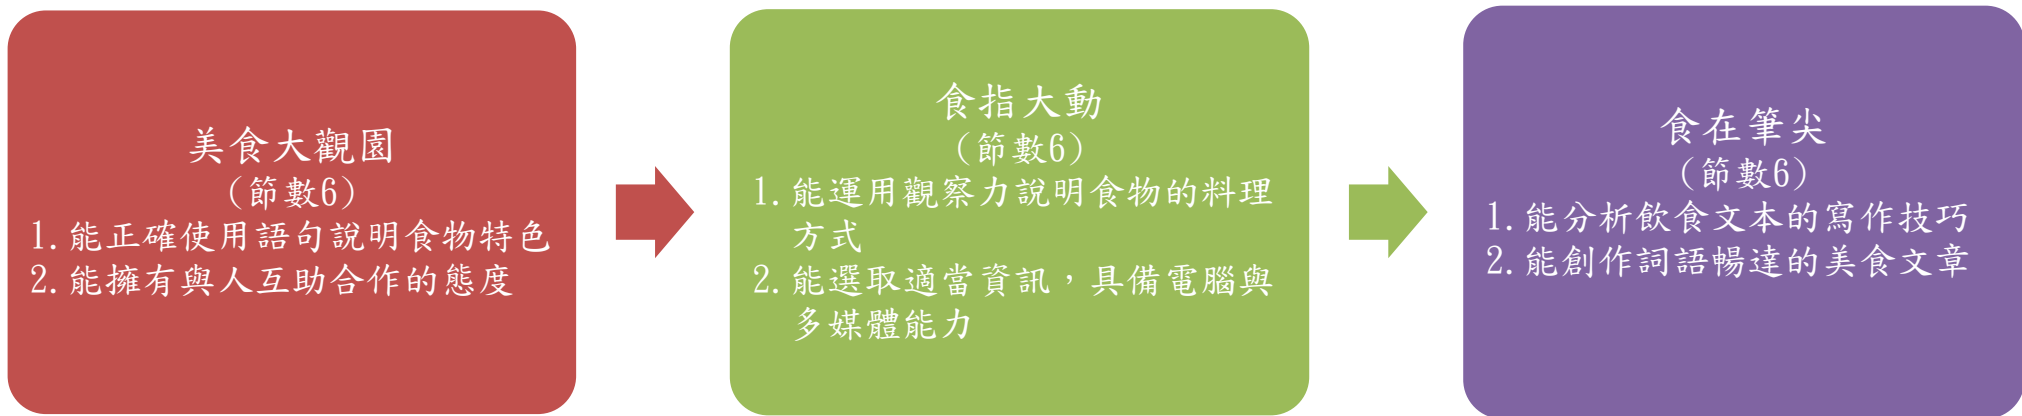 美食大觀園
（節數6）
1.能正確使用語句說明食物特色
2.能擁有與人互助合作的態度
食指大動
（節數6）
1.能運用觀察力說明食物的料理
方式
2.能選取適當資訊，具備電腦與
多媒體能力
食在筆尖
（節數6）
1.能分析飲食文本的寫作技巧
2.能創作詞語暢達的美食文章